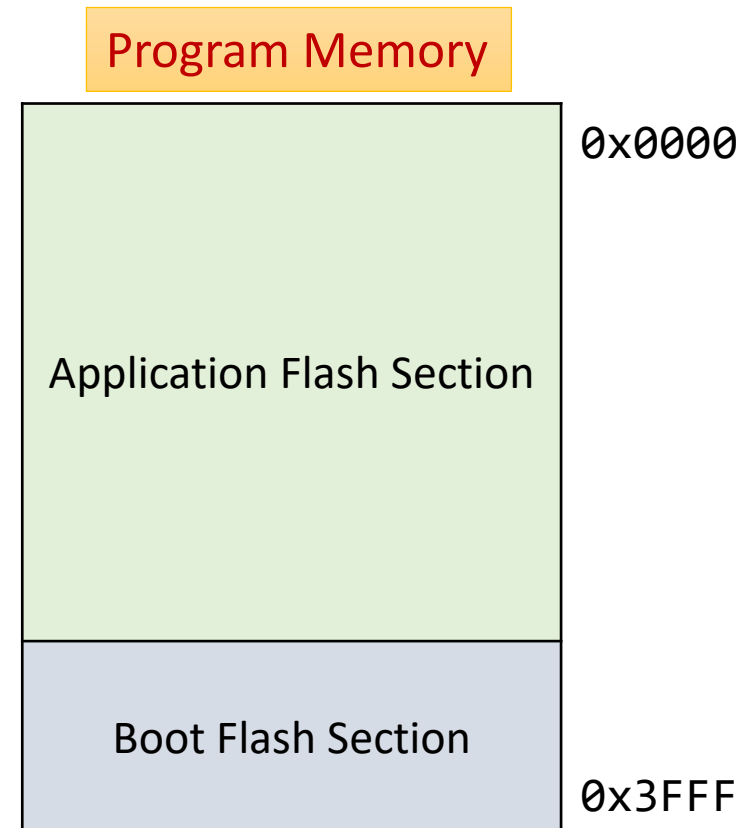 Program Memory
0x0000
Application Flash Section
Boot Flash Section
0x3FFF